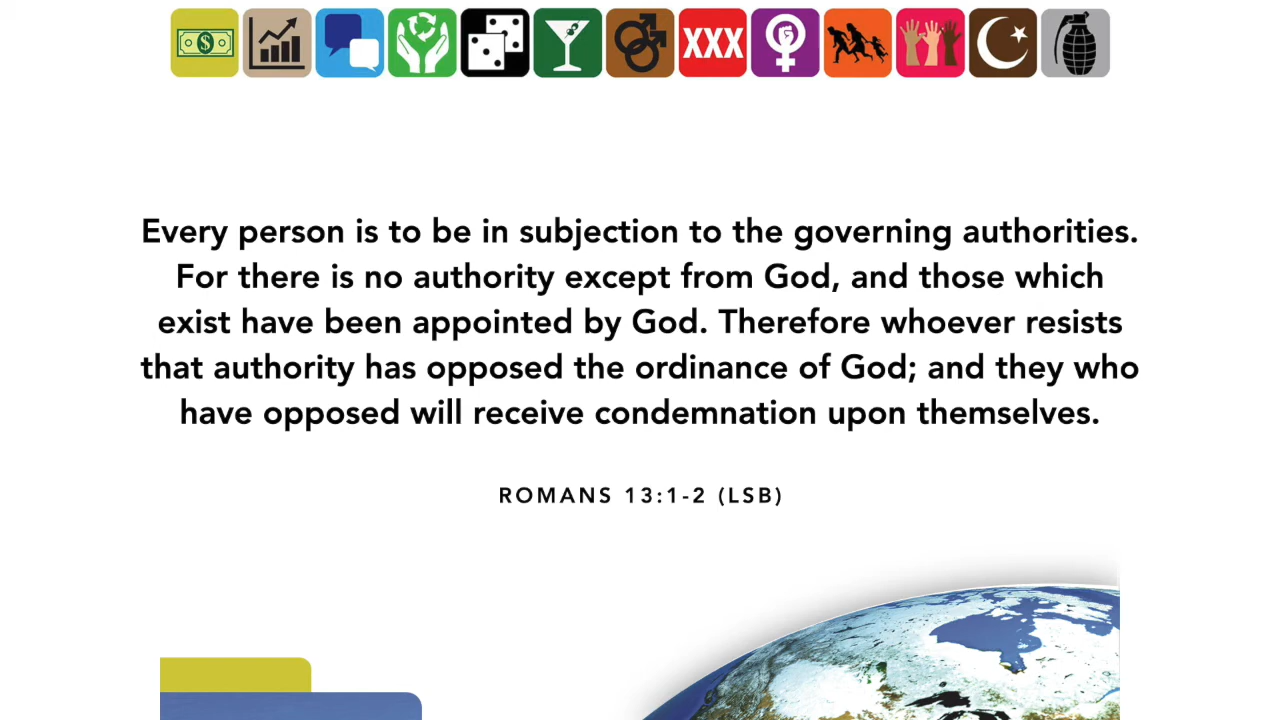 $
XXX
Every person is to be in subjection to the governing authorities.
For there is no authority except from God, and those which
exist have been appointed by God. Therefore whoever resists
that authority has opposed the ordinance of God; and they who
have opposed will receive condemnation upon themselves.
ROMANS 13:1-2 (LSB)